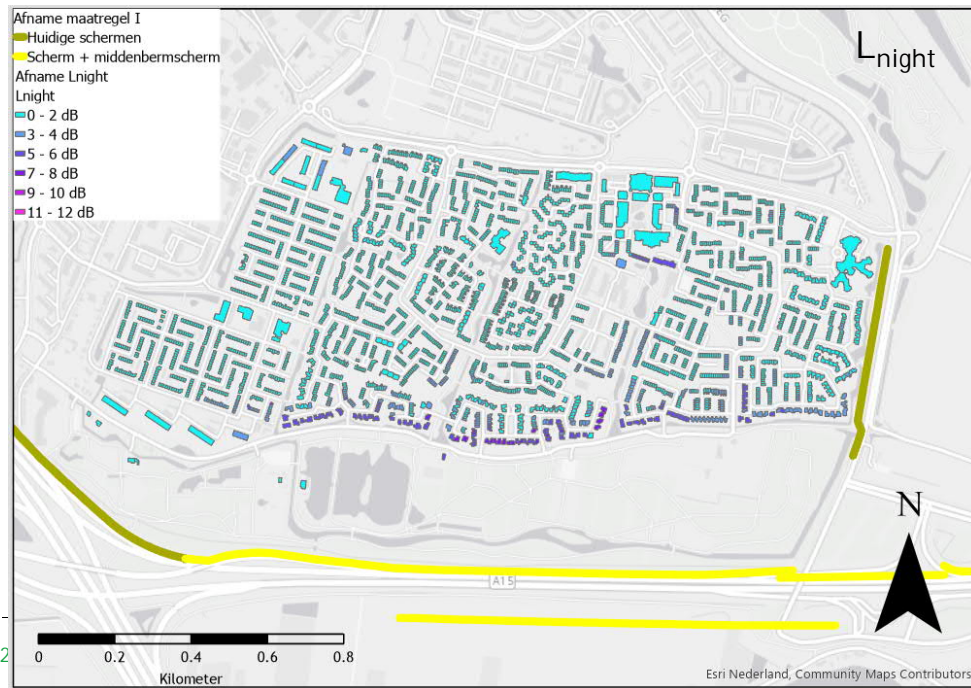 Afname maatregel I
Huidige schermen
Scherm + middenbermscherm
Afname Lnight
Lnight
0 - 2 dB
3 - 4 dB
5 - 6 dB
7 - 8 dB
9 - 10 dB
11 - 12 dB
Lnight
A15
N
2
0 0.2 0.4 0.6 0.8
Kilometer
Esri Nederland, Community Maps Contributors